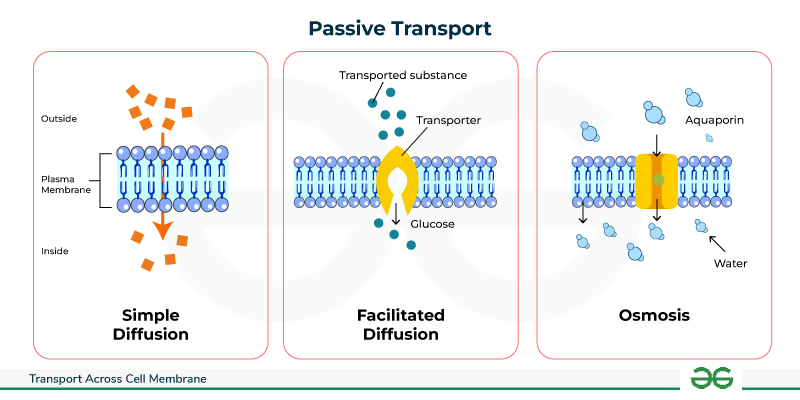 Passive Transport
Outside
Plasma
Membrane
Inside
Simple
Diffusion
Transported substance
Transporter
Glucose
Facilitated
Diffusion
Aquaporin
Water
Osmosis
Transport Across Cell Membrane